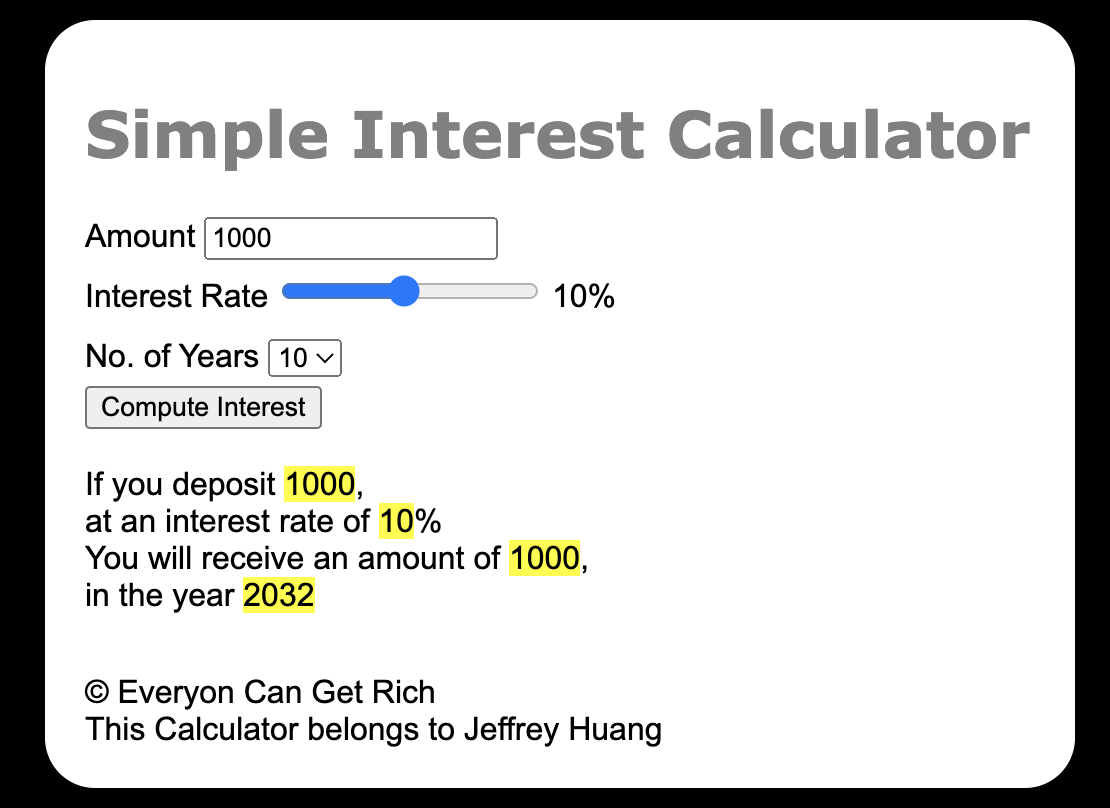 Simple Interest Calculator
Amount 1000
Interest Rate 10%
No. of Years 10
Compute Interest
If you deposit 1000,
at an interest rate of 10%
You will receive an amount of 1000,
in the year 2032
© Everyon Can Get Rich
This Calculator belongs to Jeffrey Huang